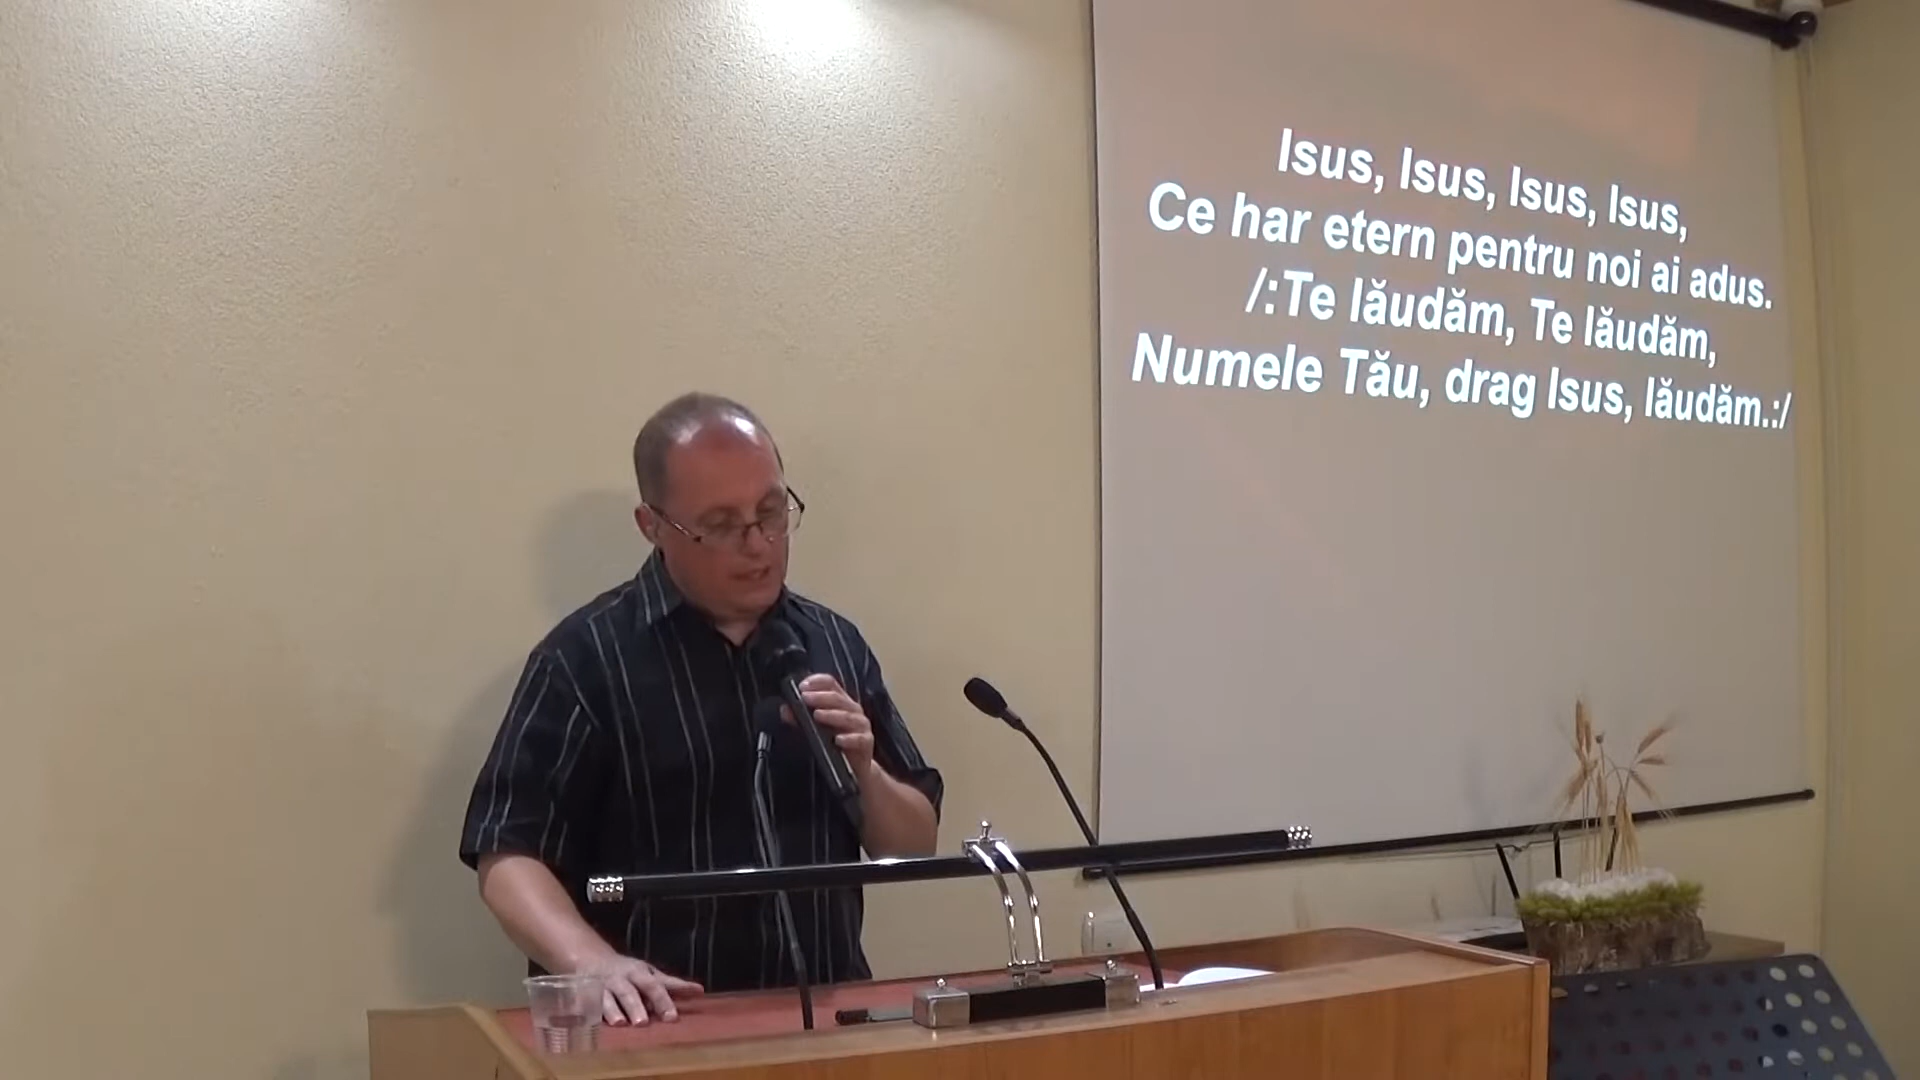 Isus, Isus, Isus, Isus,
Ce har etern pentru noi ai adus.
/:Te lăudăm, Te lăudăm,
Numele Tău, drag Isus, lăudăm.:/